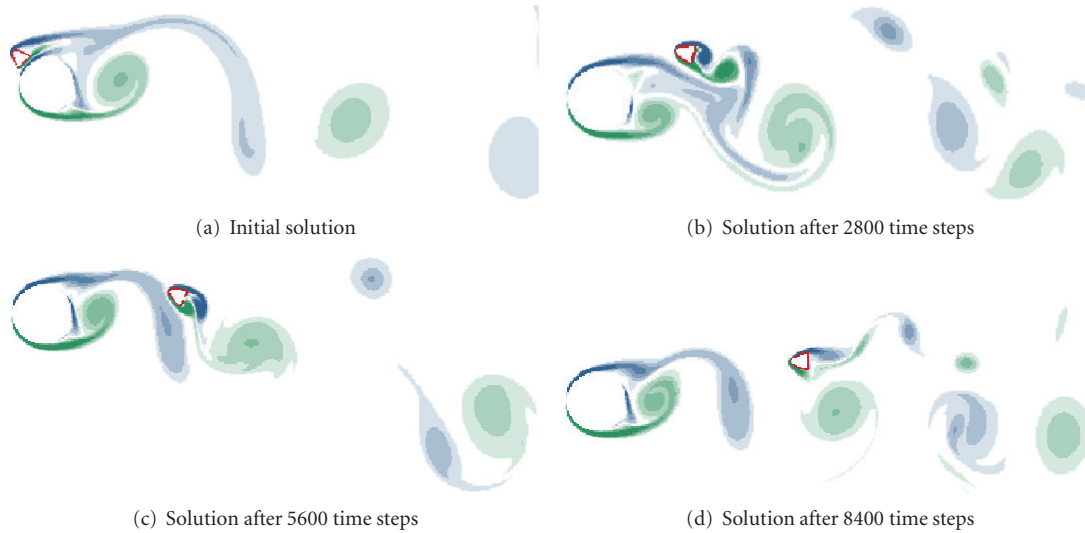 (a) Initial solution
(b) Solution after 2800 time steps
(c) Solution after 5600 time steps
(d) Solution after 8400 time steps